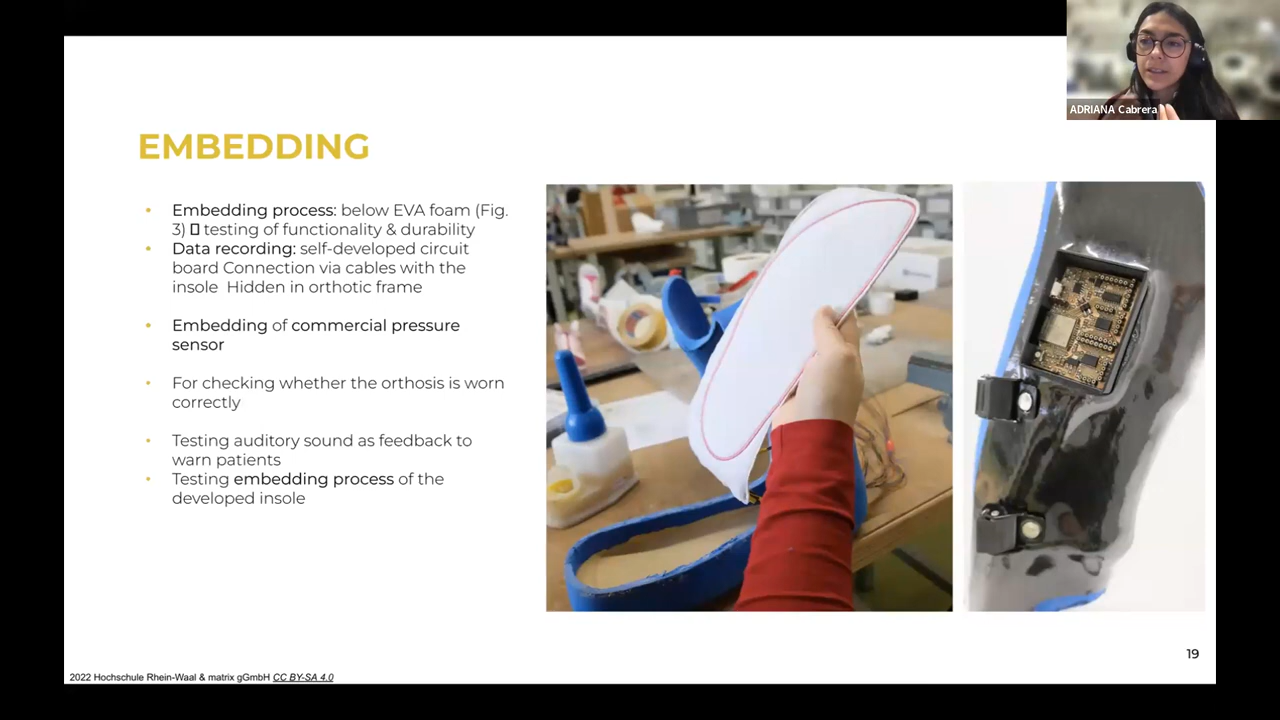 ADRIANA Cabrera
EMBEDDING
• Embedding process: below EVA foam (Fig.
3) ▯ testing of functionality & durability
• Data recording: self-developed circuit
board Connection via cables with the
insole Hidden in orthotic frame
• Embedding of commercial pressure
sensor
• For checking whether the orthosis is worn
correctly
• Testing auditory sound as feedback to
warn patients
• Testing embedding process of the
developed insole
19
2022 Hochschule Rhein-Waal & matrix gGmbH CC BY-SA 4.0